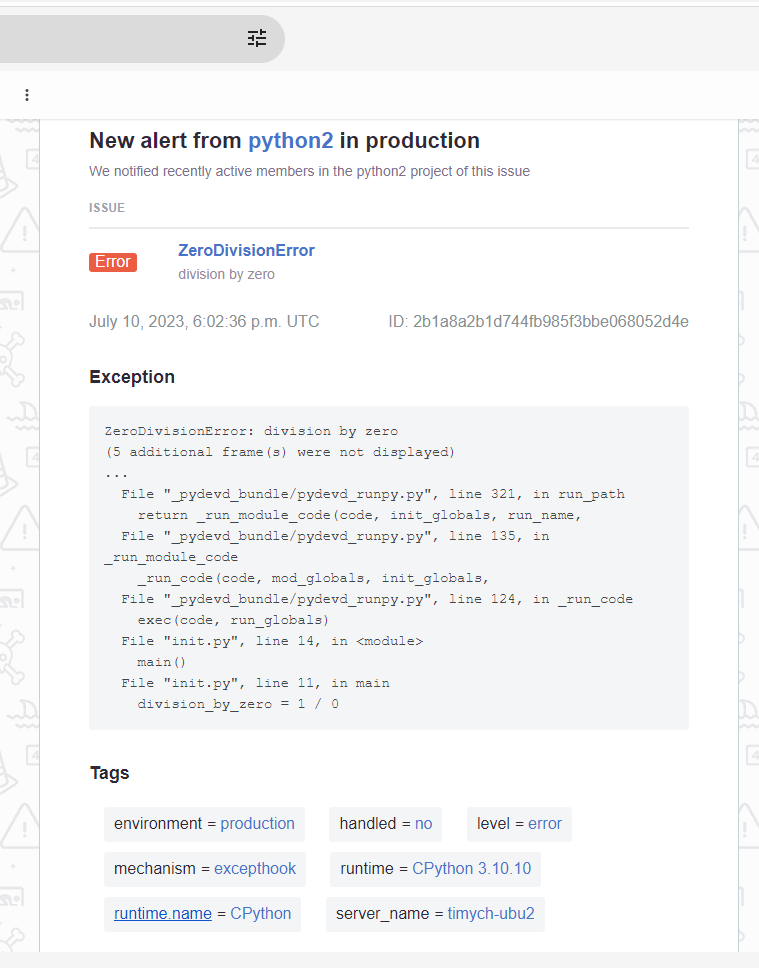 New alert from python2 in production
We notified recently active members in the python2 project of this issue
ISSUE
Error
ZeroDivisionError
division by zero
July 10, 2023, 6:02:36 p.m. UTC
ID: 2b1a8a2b1d744fb985f3bbe068052d4e
Exception
ZeroDivisionError: division by zero
(5 additional frame(s) were not displayed)
...
  File "_pydevd_bundle/pydevd_runpy.py", line 321, in run_path
    return _run_module_code(code, init_globals, run_name,
  File "_pydevd_bundle/pydevd_runpy.py", line 135, in
_run_module_code
    _run_code(code, mod_globals, init_globals,
  File "_pydevd_bundle/pydevd_runpy.py", line 124, in _run_code
    exec(code, run_globals)
  File "init.py", line 14, in <module>
    main()
  File "init.py", line 11, in main
    division_by_zero = 1 / 0
Tags
environment = production
handled = no
level = error
mechanism = excepthook
runtime = CPython 3.10.10
runtime.name = CPython
server_name = timych-ubu2